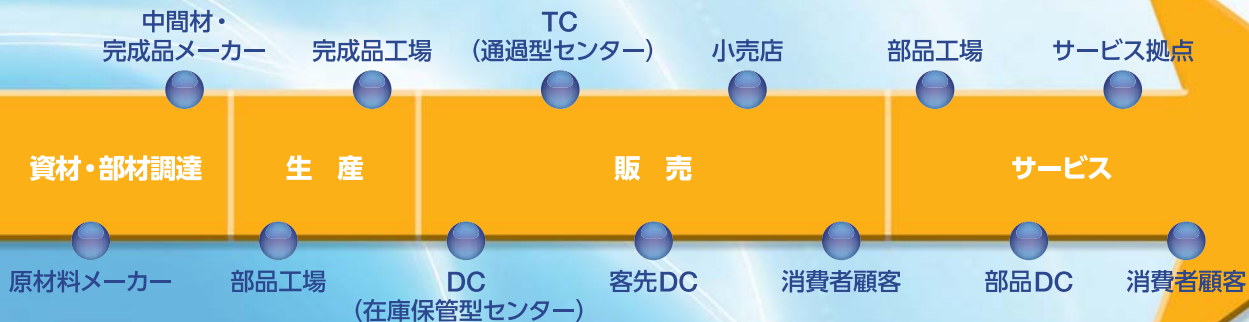 中間材・
完成品メーカー
完成品工場
TC
（通過型センター）
小売店
部品工場
サービス拠点
資材・部材調達
生　産
販　売
サービス
原材料メーカー
部品工場
DC
（在庫保管型センター）
客先DC
消費者顧客
部品DC
消費者顧客